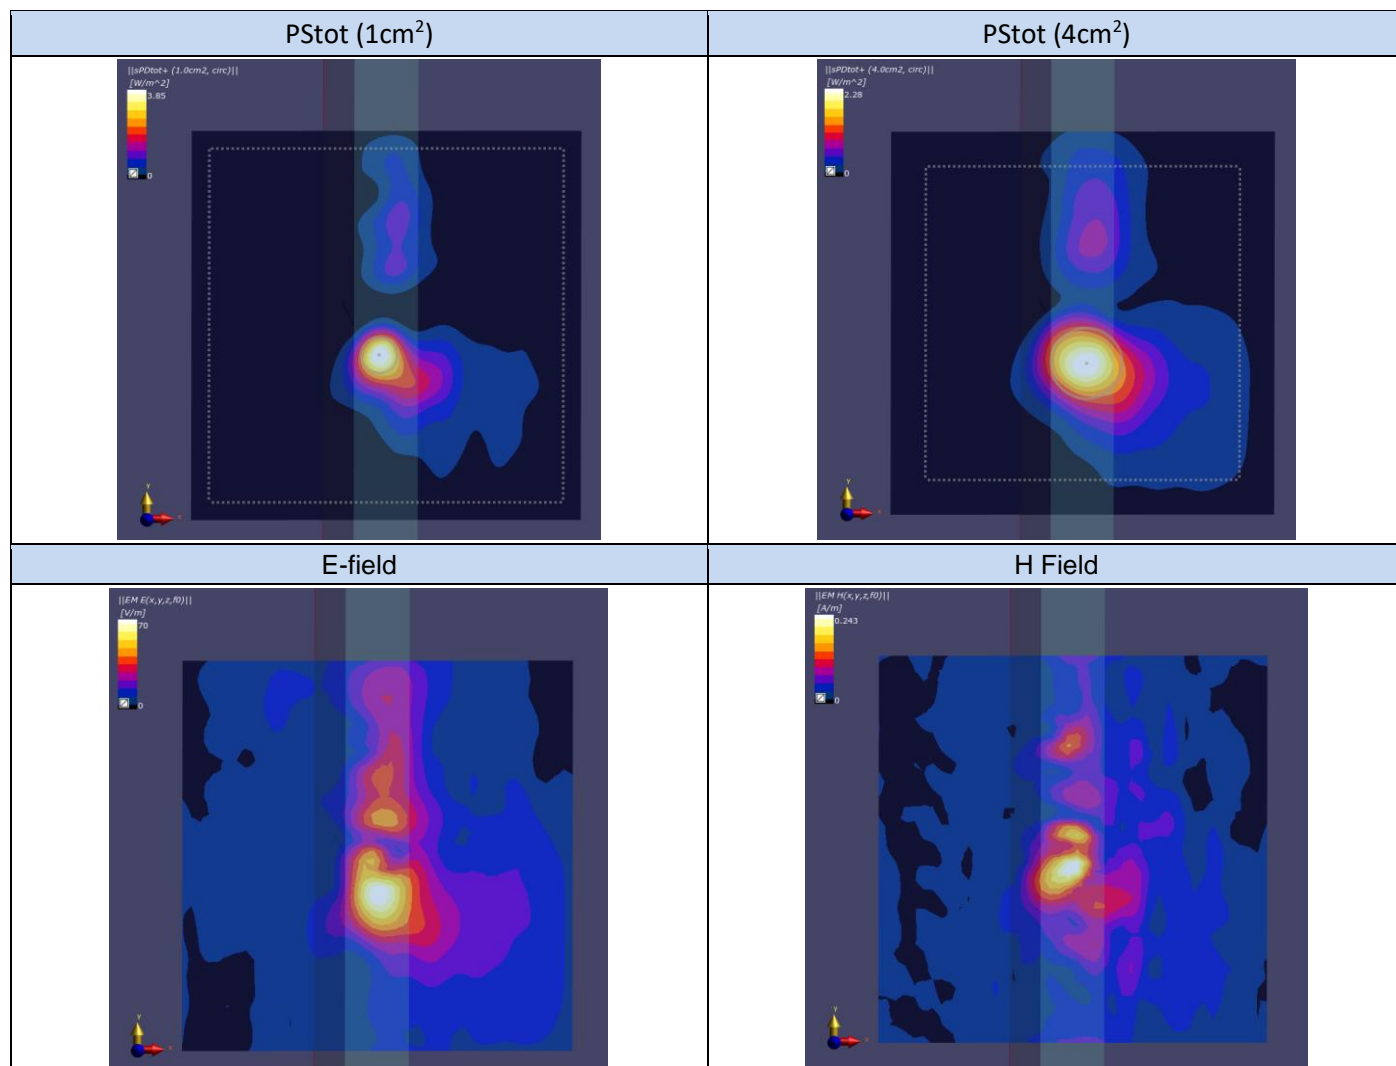 PStot (1cm²)
PStot (4cm²)
||sPDtot+ (1.0cm2, circ)||
[W/m^2]
3.85
0
Y
x
||sPDtot+ (4.0cm2, circ)||
[W/m^2]
2.28
0
Y
x
E-field
H Field
||EM E(x,y,z,f0)||
[V/m]
70
0
Y
x
||EM H(x,y,z,f0)||
[A/m]
0.243
0
Y
x